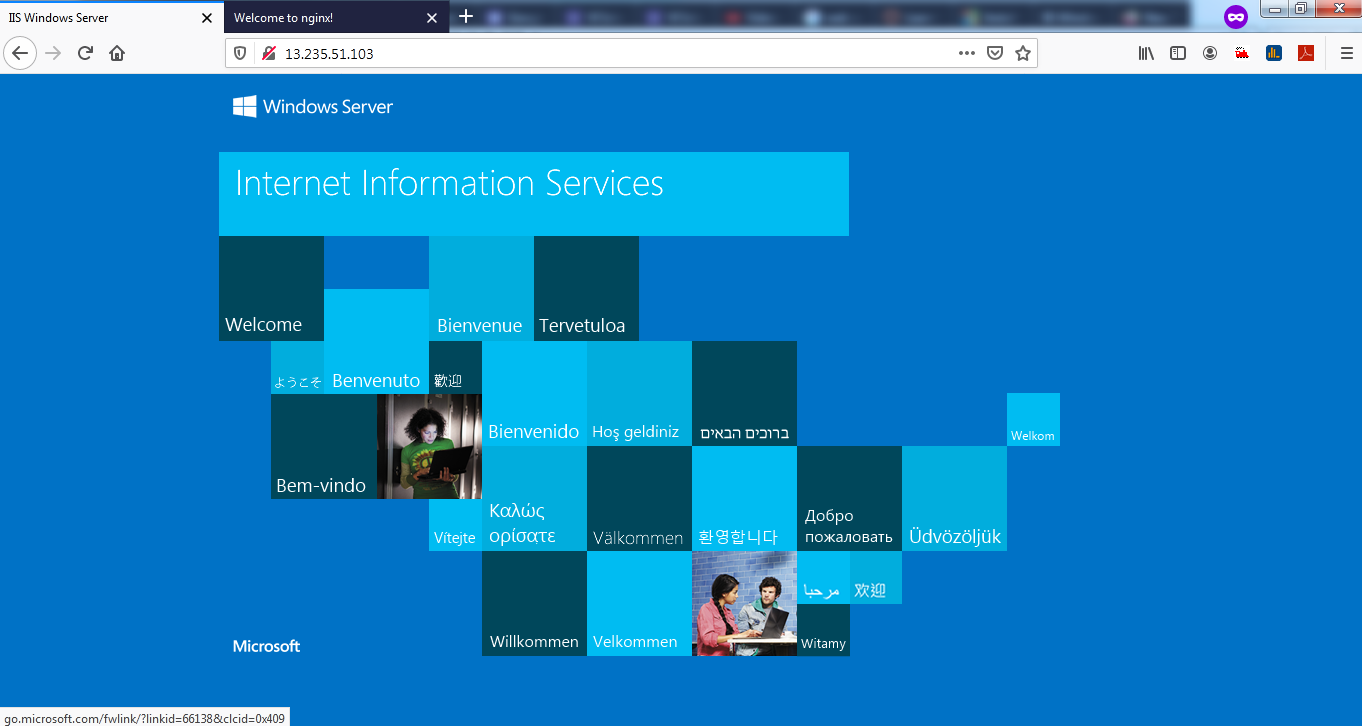 IIS Windows Server
Welcome to nginx!
13.235.51.103
Windows Server
Internet Information Services
Welcome
Bienvenue
Tervetuloa
ようこそ
Benvenuto
歡迎
Bienvenido
Hoş geldiniz
ברוכים הבאים
Welkom
Bem-vindo
Vítejte
Καλώς
ορίσατε
Välkommen
환영합니다
Добро
пожаловать
Üdvözöljük
Willkommen
Velkommen
مرحبا
欢迎
Witamy
Microsoft
go.microsoft.com/fwlink/?linkid=66138&clcid=0x409